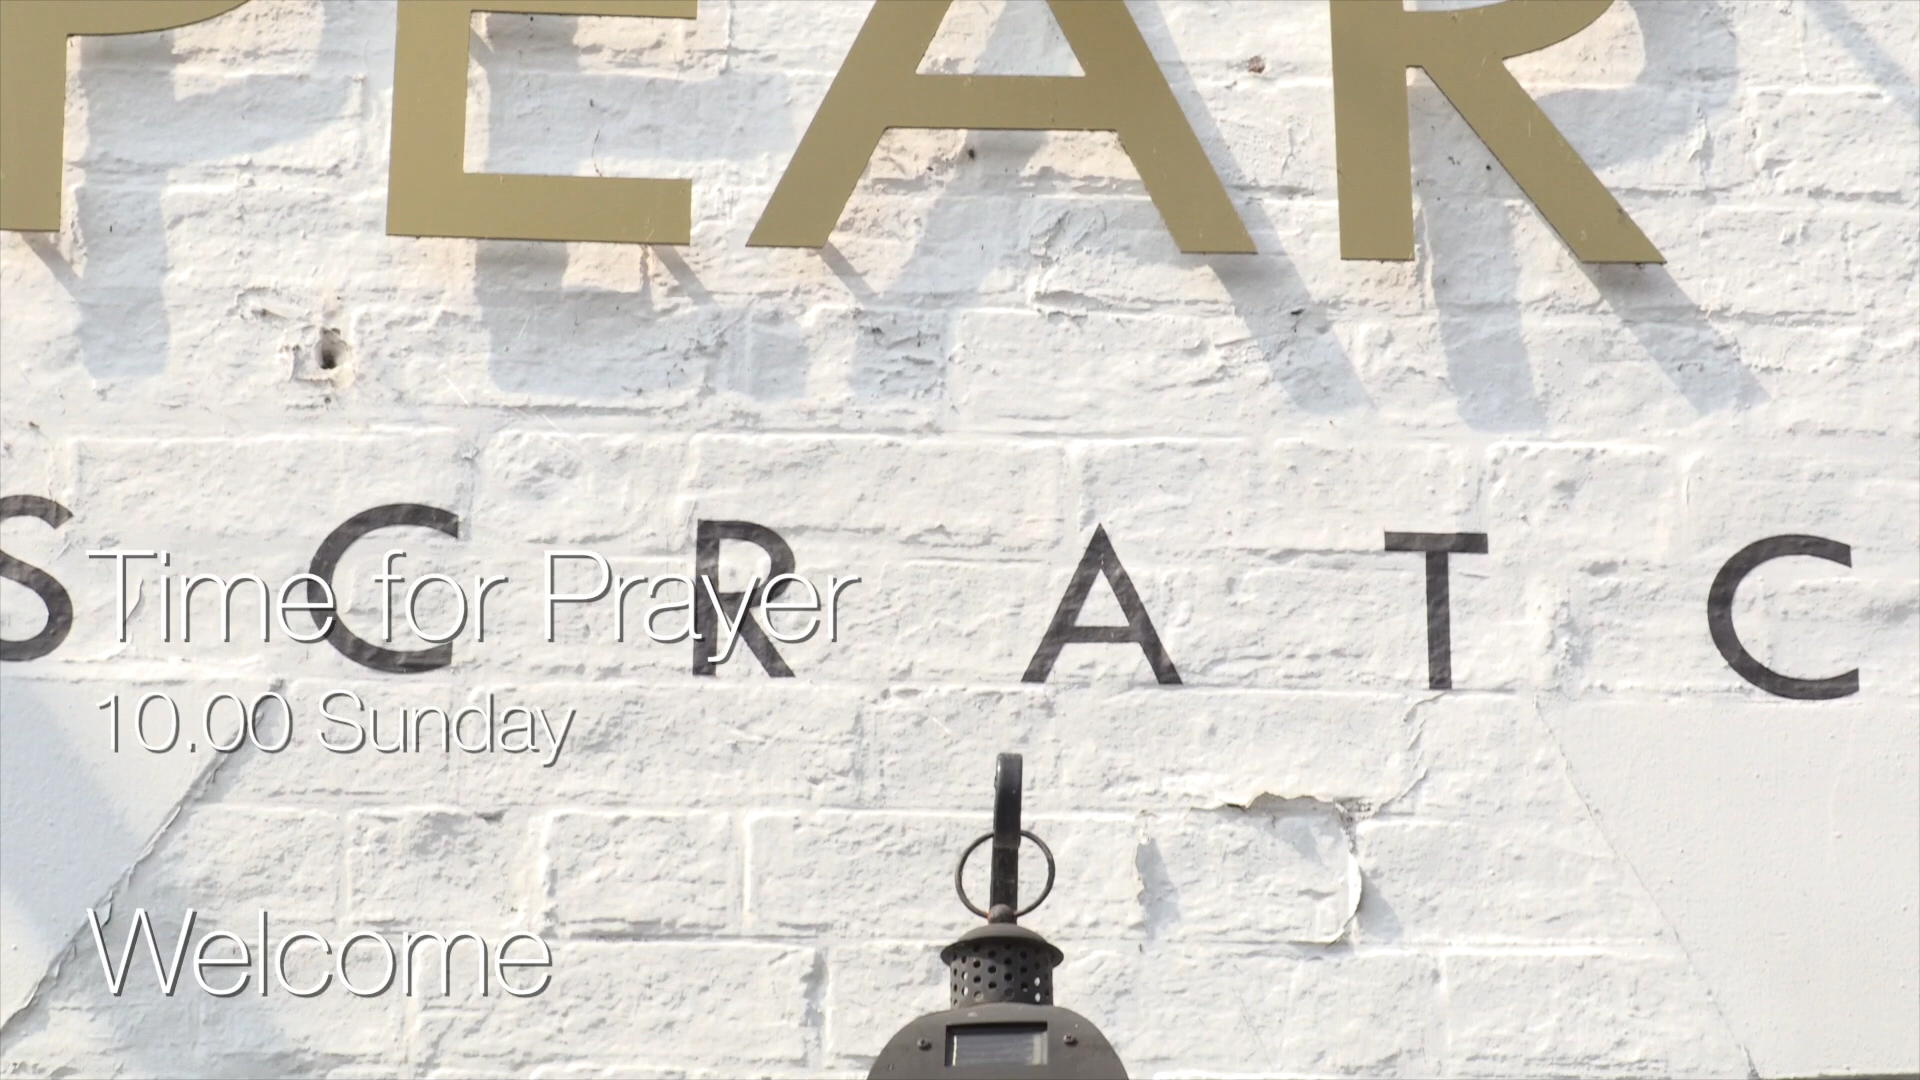 PEAR
SCRATC
Time for Prayer
10.00 Sunday
Welcome